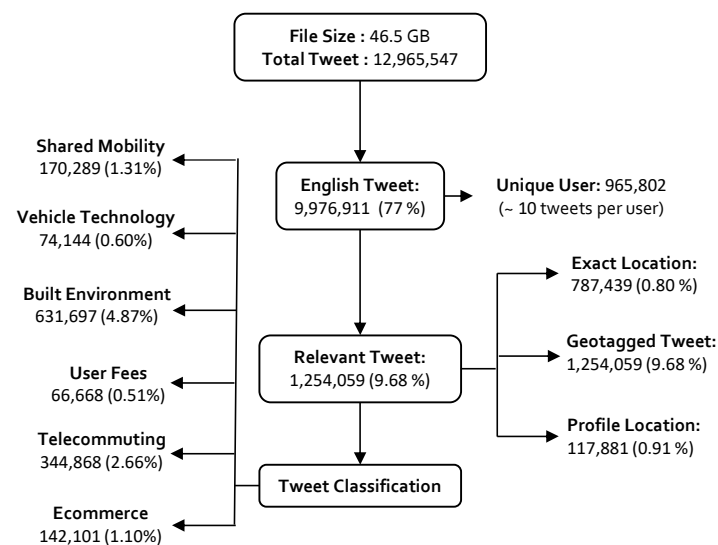 File Size : 46.5 GB
Total Tweet : 12,965,547
Shared Mobility
170,289 (1.31%)
Vehicle Technology
74,144 (0.60%)
Built Environment
631,697 (4.87%)
User Fees
66,668 (0.51%)
Telecommuting
344,868 (2.66%)
Ecommerce
142,101 (1.10%)
English Tweet:
9,976,911 (77 %)
Unique User: 965,802
(~ 10 tweets per user)
Relevant Tweet:
1,254,059 (9.68 %)
Exact Location:
787,439 (0.80 %)
Geotagged Tweet:
1,254,059 (9.68 %)
Profile Location:
117,881 (0.91 %)
Tweet Classification